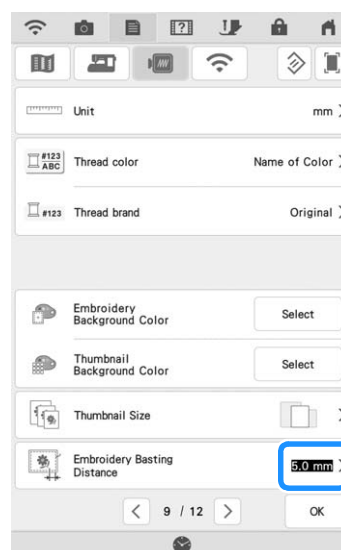 Unit
mm
#123
ABC
Thread color
Name of Color
#123
Thread brand
Original
Embroidery
Background Color
Select
Thumbnail
Background Color
Select
Thumbnail Size
Embroidery Basting
Distance
5.0 mm
9 / 12
OK